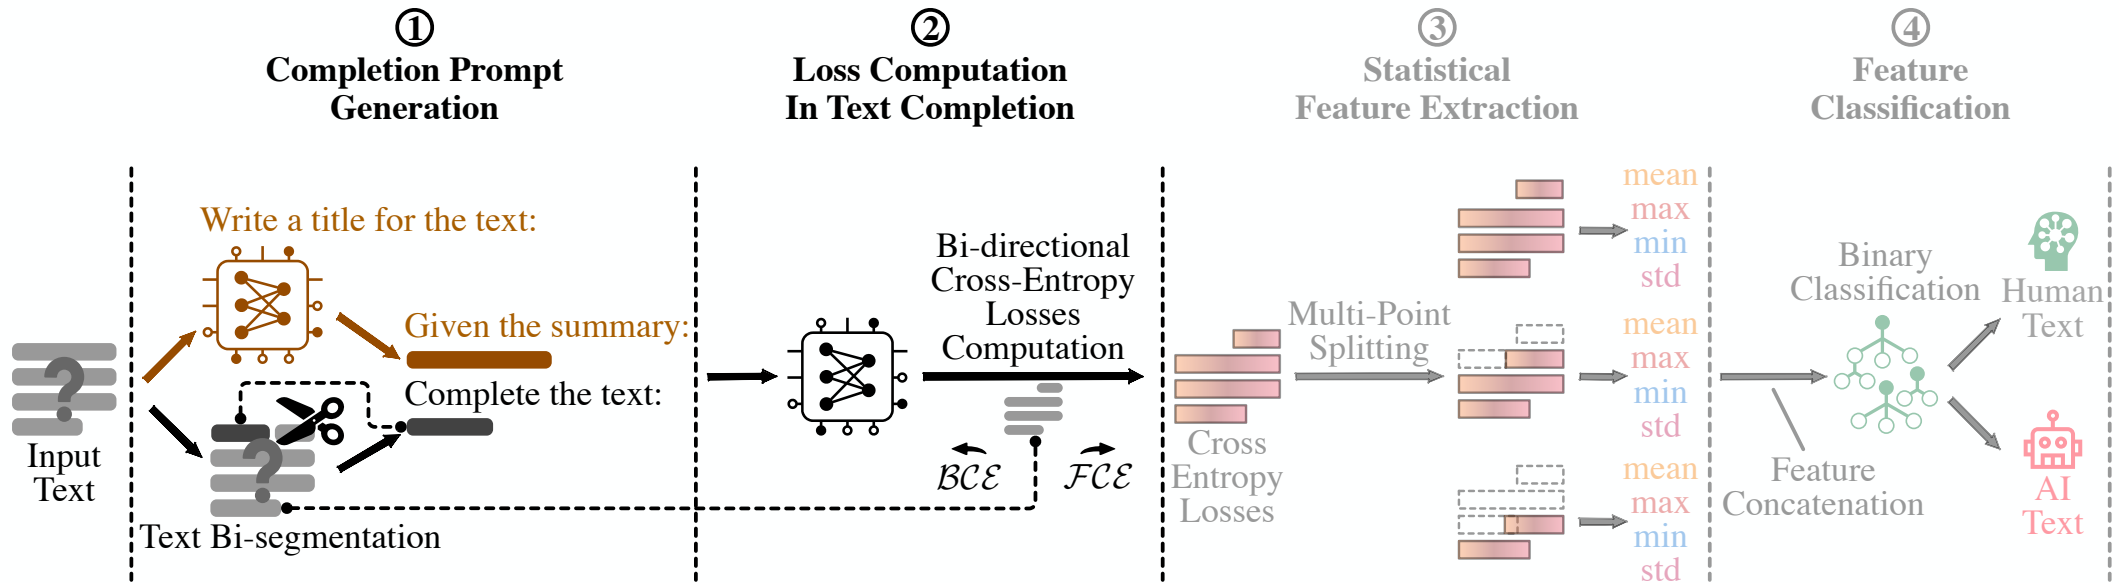 ①
Completion Prompt
Generation
②
Loss Computation
In Text Completion
③
Statistical
Feature Extraction
④
Feature
Classification
?
Input
Text
Write a title for the text:
Given the summary:
Complete the text:
?
Text Bi-segmentation
Bi-directional
Cross-Entropy
Losses
Computation
BCE
FCE
Cross
Entropy
Losses
Multi-Point
Splitting
mean
max
min
std
mean
max
min
std
mean
max
min
std
Feature
Concatenation
Binary
Classification
Human
Text
AI
Text